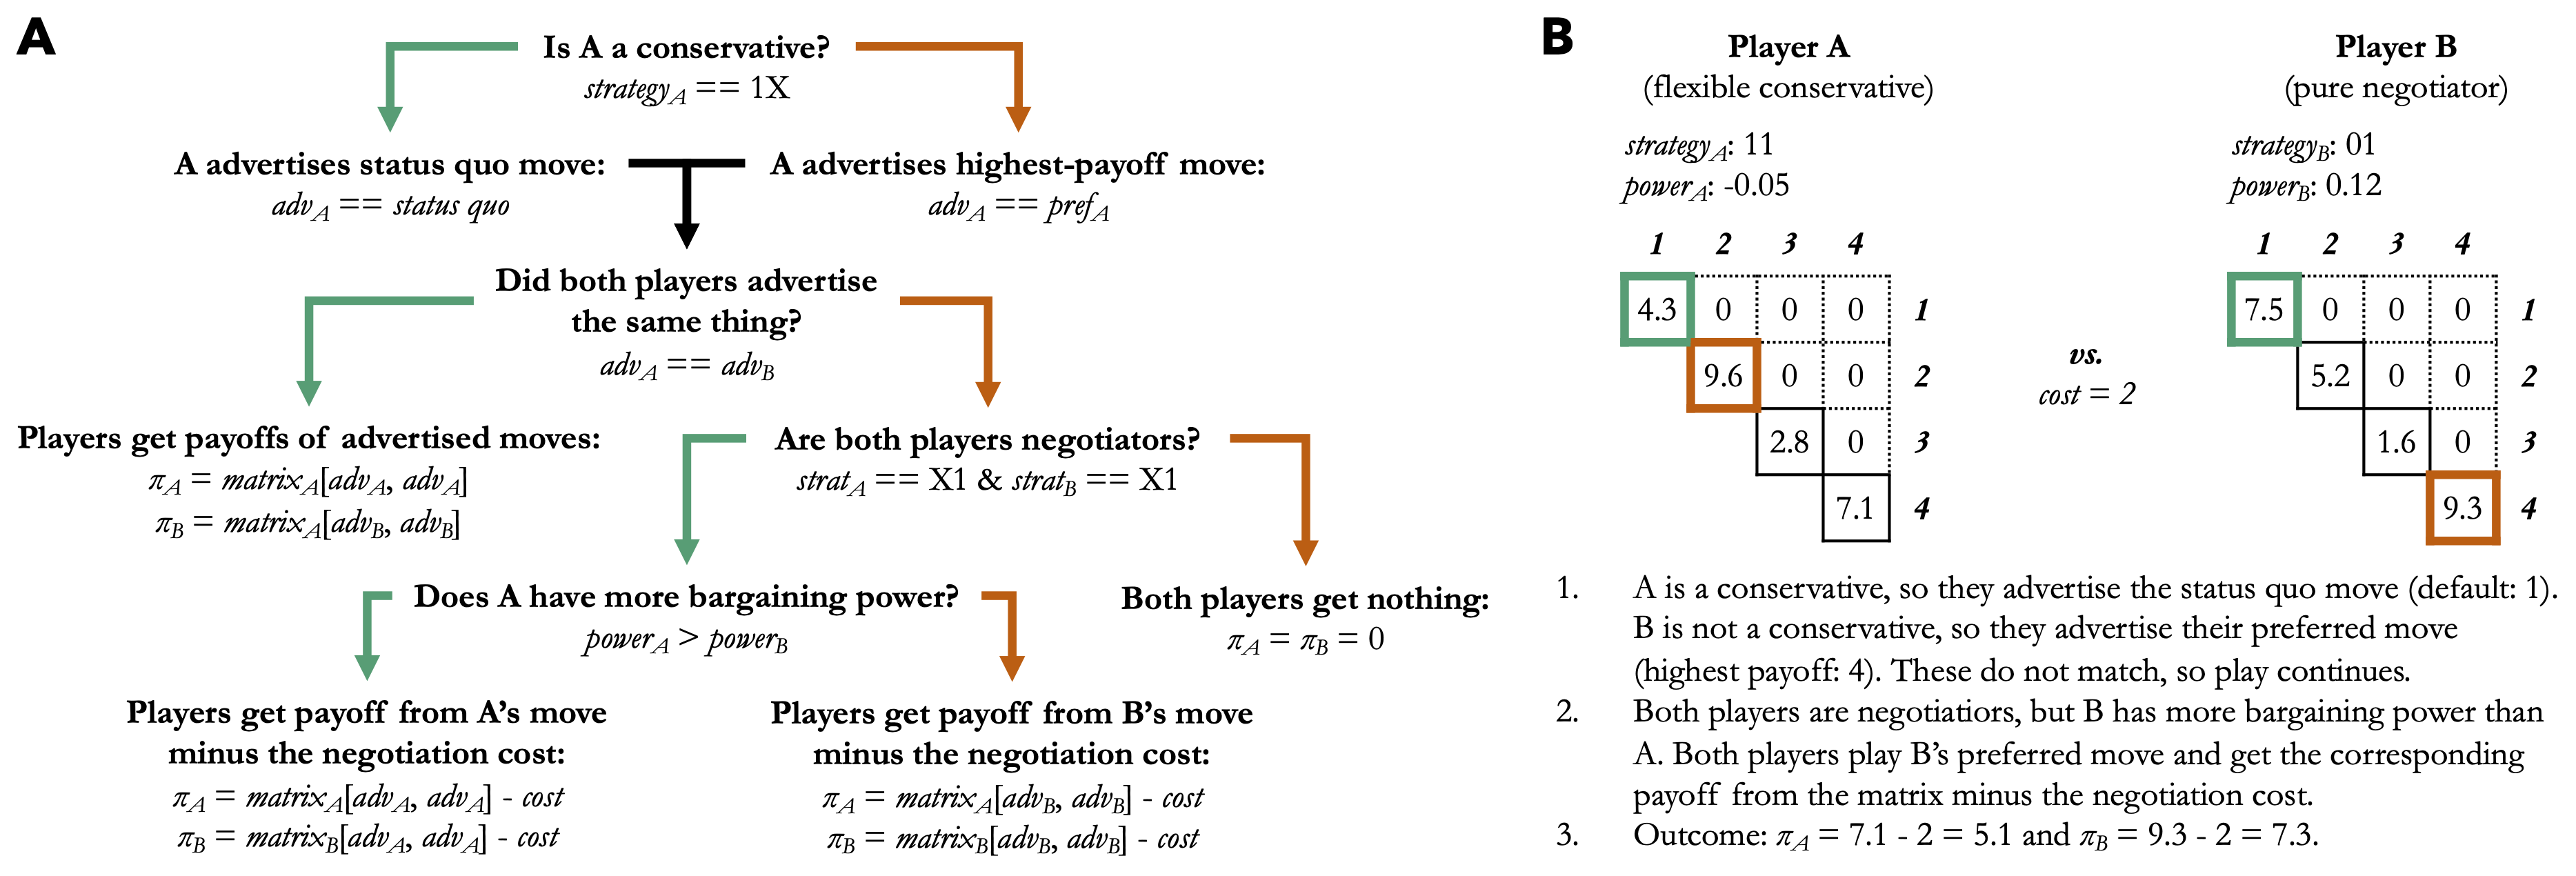 A
Is A a conservative?
strategy_A == 1X
A advertises status quo move:
adv_A == status quo
A advertises highest-payoff move:
adv_A == pref_A
Did both players advertise
the same thing?
adv_A == adv_B
Players get payoffs of advertised moves:
π_A = matrix_A[adv_A, adv_A]
π_B = matrix_A[adv_B, adv_B]
Are both players negotiators?
strat_A == X1 & strat_B == X1
Does A have more bargaining power?
power_A > power_B
Both players get nothing:
π_A = π_B = 0
Players get payoff from A's move
minus the negotiation cost:
π_A = matrix_A[adv_A, adv_A] - cost
π_B = matrix_B[adv_A, adv_A] - cost
Players get payoff from B's move
minus the negotiation cost:
π_A = matrix_A[adv_B, adv_B] - cost
π_B = matrix_B[adv_B, adv_B] - cost
B
Player A
(flexible conservative)
strategy_A: 11
power_A: -0.05
1 2 3 4
4.3 0 0 0 1
9.6 0 0 2
2.8 0 3
7.1 4
vs.
cost = 2
Player B
(pure negotiator)
strategy_B: 01
power_B: 0.12
1 2 3 4
7.5 0 0 0 1
5.2 0 0 2
1.6 0 3
9.3 4
1. A is a conservative, so they advertise the status quo move (default: 1).
B is not a conservative, so they advertise their preferred move
(highest payoff: 4). These do not match, so play continues.
2. Both players are negotiatiors, but B has more bargaining power than
A. Both players play B's preferred move and get the corresponding
payoff from the matrix minus the negotiation cost.
3. Outcome: π_A = 7.1 - 2 = 5.1 and π_B = 9.3 - 2 = 7.3.